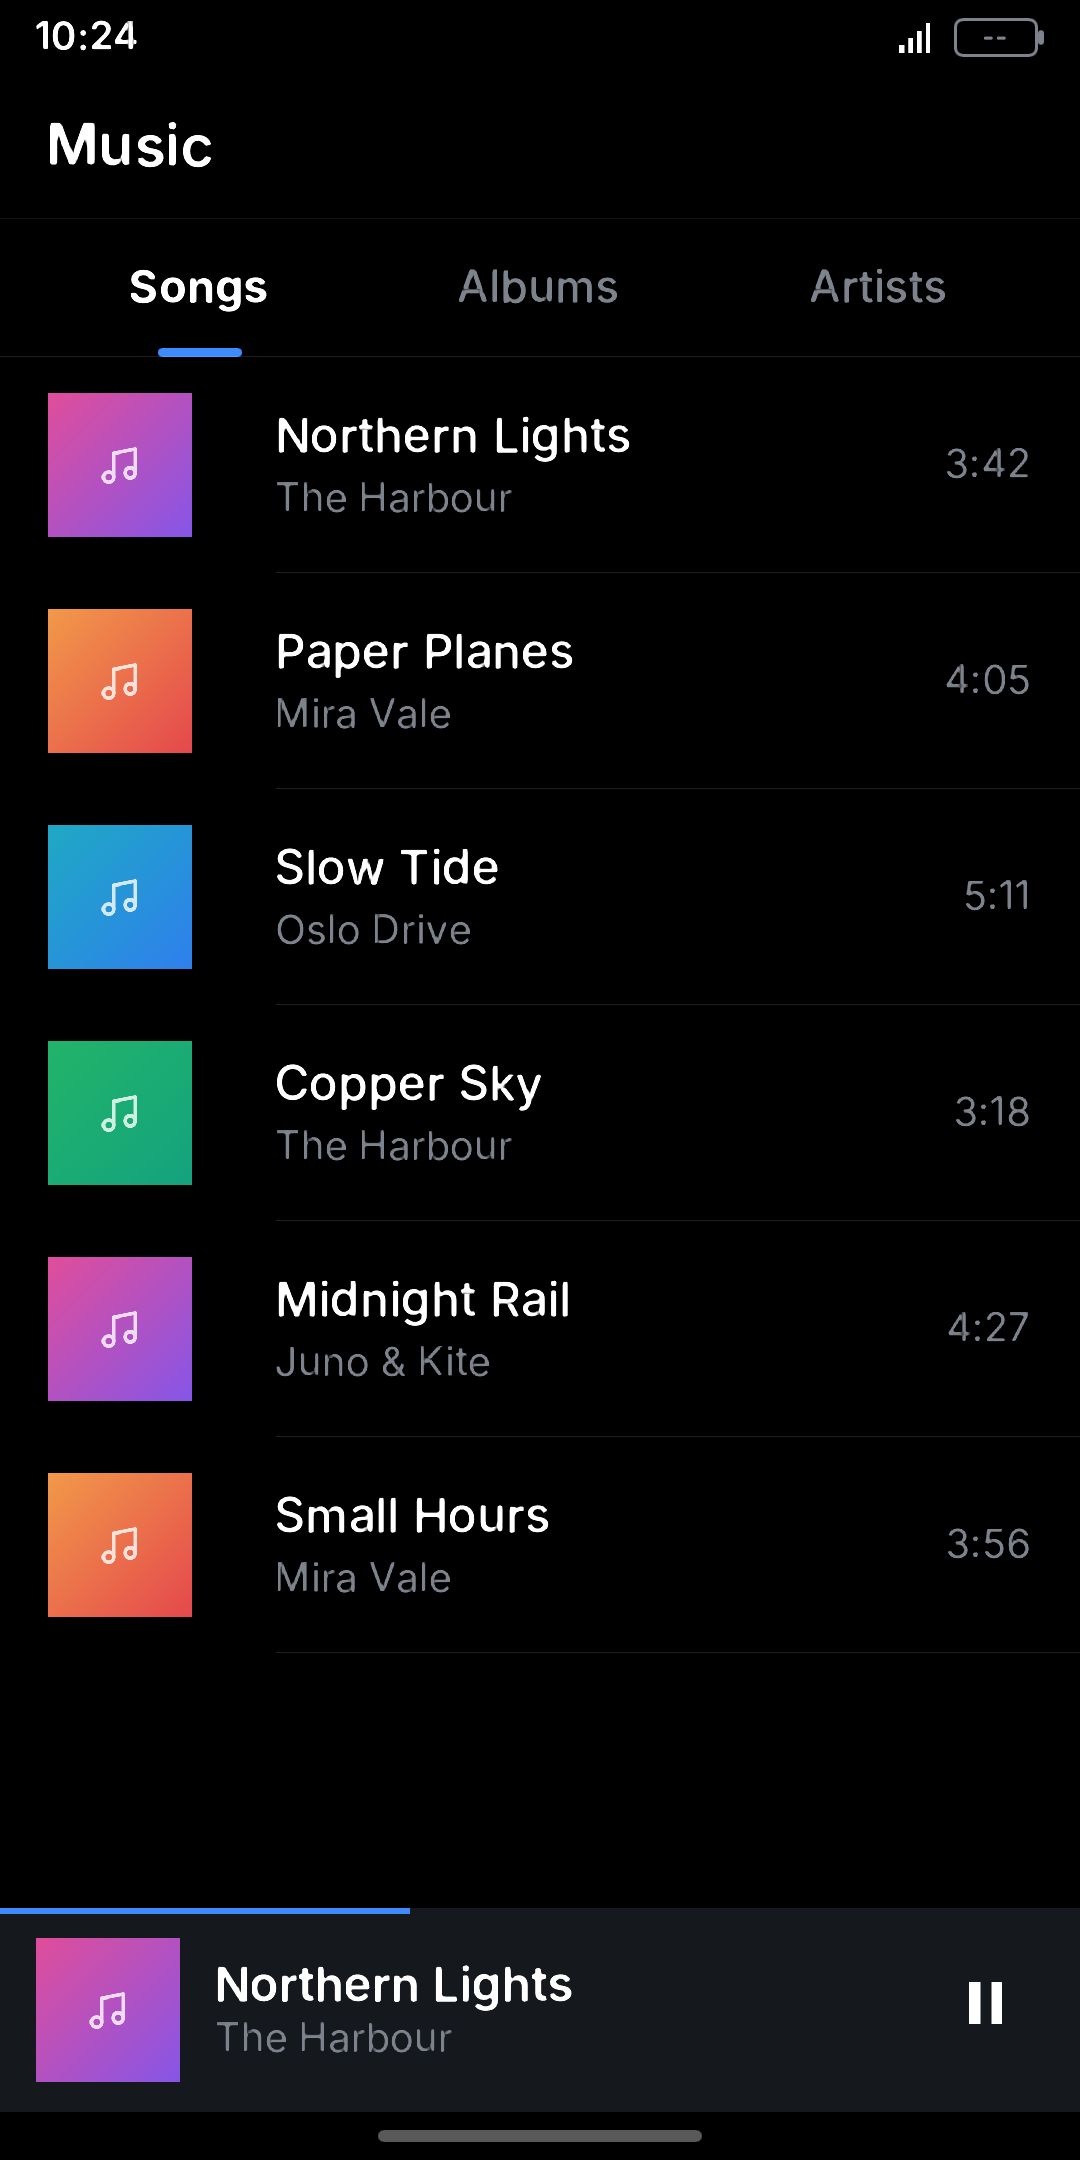 10:24
--
Music
Songs Albums Artists
Northern Lights
The Harbour
3:42
Paper Planes
Mira Vale
4:05
Slow Tide
Oslo Drive
5:11
Copper Sky
The Harbour
3:18
Midnight Rail
Juno & Kite
4:27
Small Hours
Mira Vale
3:56
Northern Lights
The Harbour